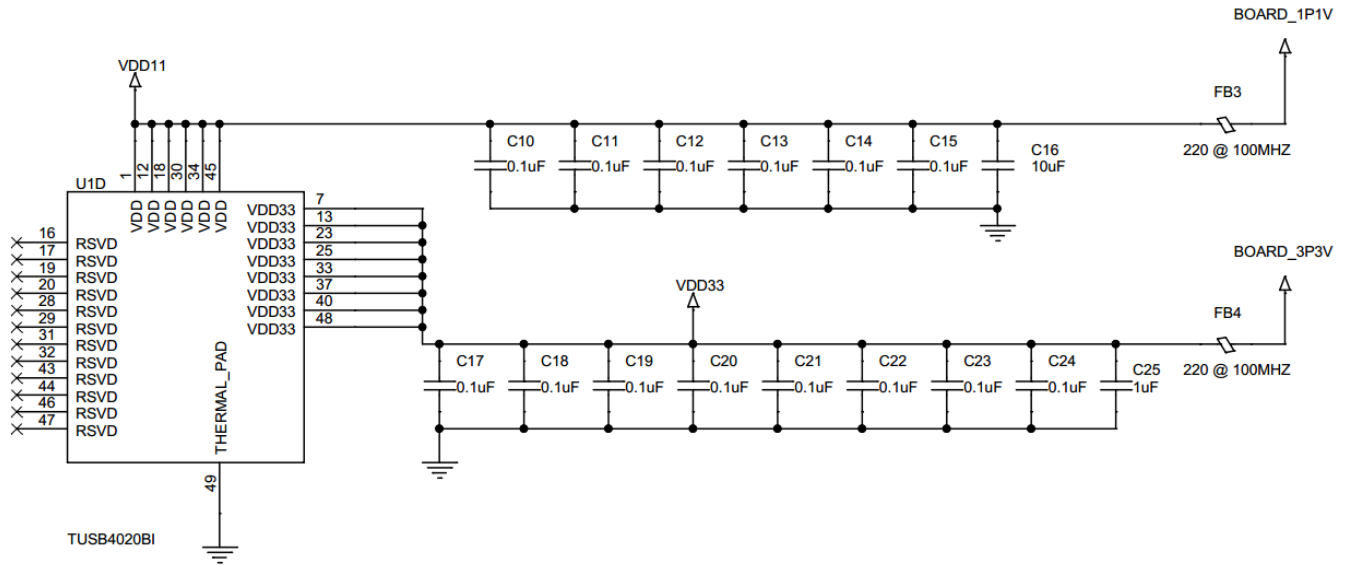 BOARD_1P1V
VDD11
FB3
220 @ 100MHZ
C10
0.1uF
C11
0.1uF
C12
0.1uF
C13
0.1uF
C14
0.1uF
C15
0.1uF
C16
10uF
1
12
18
30
34
45
U1D
VDD
VDD
VDD
VDD
VDD
VDD
VDD33 7
VDD33 13
VDD33 23
VDD33 25
VDD33 33
VDD33 37
VDD33 40
VDD33 48
16 RSVD
17 RSVD
19 RSVD
20 RSVD
28 RSVD
29 RSVD
31 RSVD
32 RSVD
43 RSVD
44 RSVD
46 RSVD
47 RSVD
THERMAL_PAD
49
TUSB4020BI
BOARD_3P3V
VDD33
FB4
220 @ 100MHZ
C17
0.1uF
C18
0.1uF
C19
0.1uF
C20
0.1uF
C21
0.1uF
C22
0.1uF
C23
0.1uF
C24
0.1uF
C25
1uF